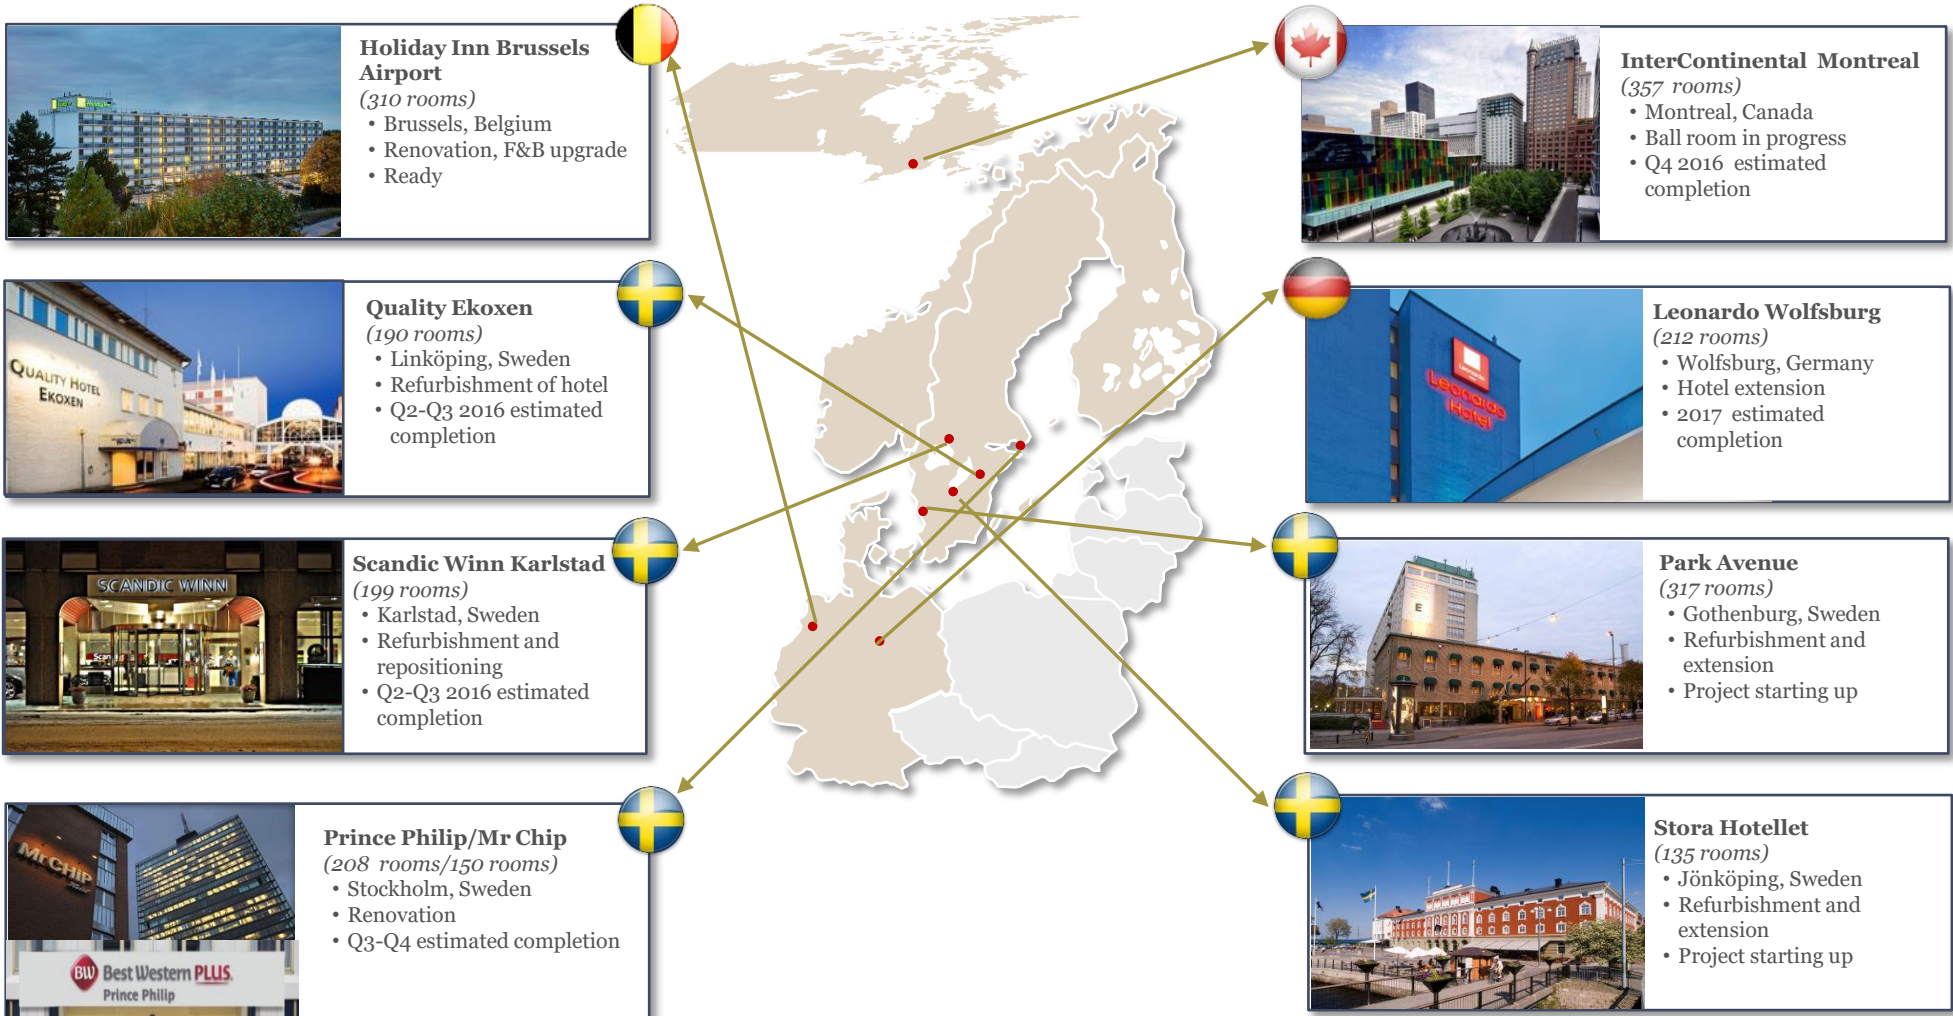 Holiday Inn Brussels
Airport
(310 rooms)
• Brussels, Belgium
• Renovation, F&B upgrade
• Ready
Quality Ekoxen
(190 rooms)
• Linköping, Sweden
• Refurbishment of hotel
• Q2-Q3 2016 estimated
completion
QUALITY HOTEL
EKOXEN
Scandic Winn Karlstad
(199 rooms)
• Karlstad, Sweden
• Refurbishment and
repositioning
• Q2-Q3 2016 estimated
completion
SCANDIC WINN
Prince Philip/Mr Chip
(208 rooms/150 rooms)
• Stockholm, Sweden
• Renovation
• Q3-Q4 estimated completion
Mr CHIP
Hotel
BW Best Western PLUS.
Prince Philip
InterContinental Montreal
(357 rooms)
• Montreal, Canada
• Ball room in progress
• Q4 2016 estimated
completion
Leonardo Wolfsburg
(212 rooms)
• Wolfsburg, Germany
• Hotel extension
• 2017 estimated
completion
Leonardo
Hotel
Park Avenue
(317 rooms)
• Gothenburg, Sweden
• Refurbishment and
extension
• Project starting up
E
Stora Hotellet
(135 rooms)
• Jönköping, Sweden
• Refurbishment and
extension
• Project starting up